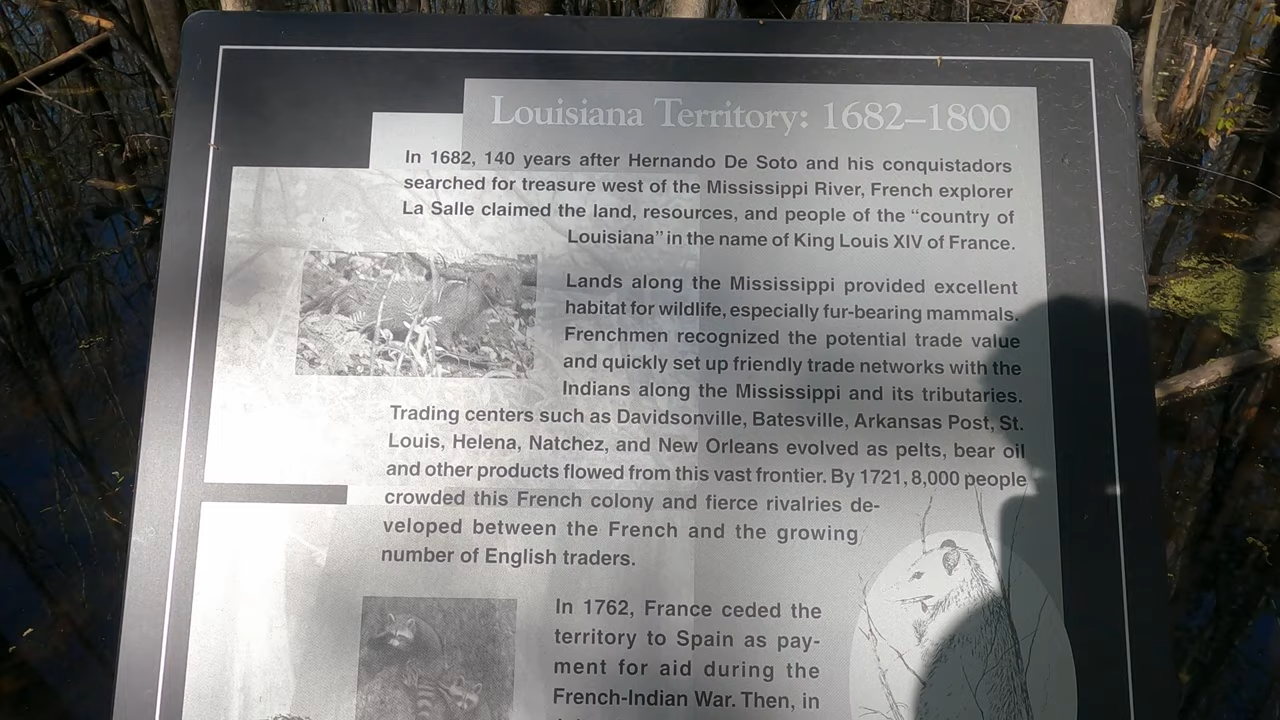 Louisiana Territory: 1682–1800
In 1682, 140 years after Hernando De Soto and his conquistadors
searched for treasure west of the Mississippi River, French explorer
La Salle claimed the land, resources, and people of the “country of
Louisiana” in the name of King Louis XIV of France.
Lands along the Mississippi provided excellent
habitat for wildlife, especially fur-bearing mammals.
Frenchmen recognized the potential trade value
and quickly set up friendly trade networks with the
Indians along the Mississippi and its tributaries.
Trading centers such as Davidsonville, Batesville, Arkansas Post, St.
Louis, Helena, Natchez, and New Orleans evolved as pelts, bear oil
and other products flowed from this vast frontier. By 1721, 8,000 people
crowded this French colony and fierce rivalries de-
veloped between the French and the growing
number of English traders.
In 1762, France ceded the
territory to Spain as pay-
ment for aid during the
French-Indian War. Then, in